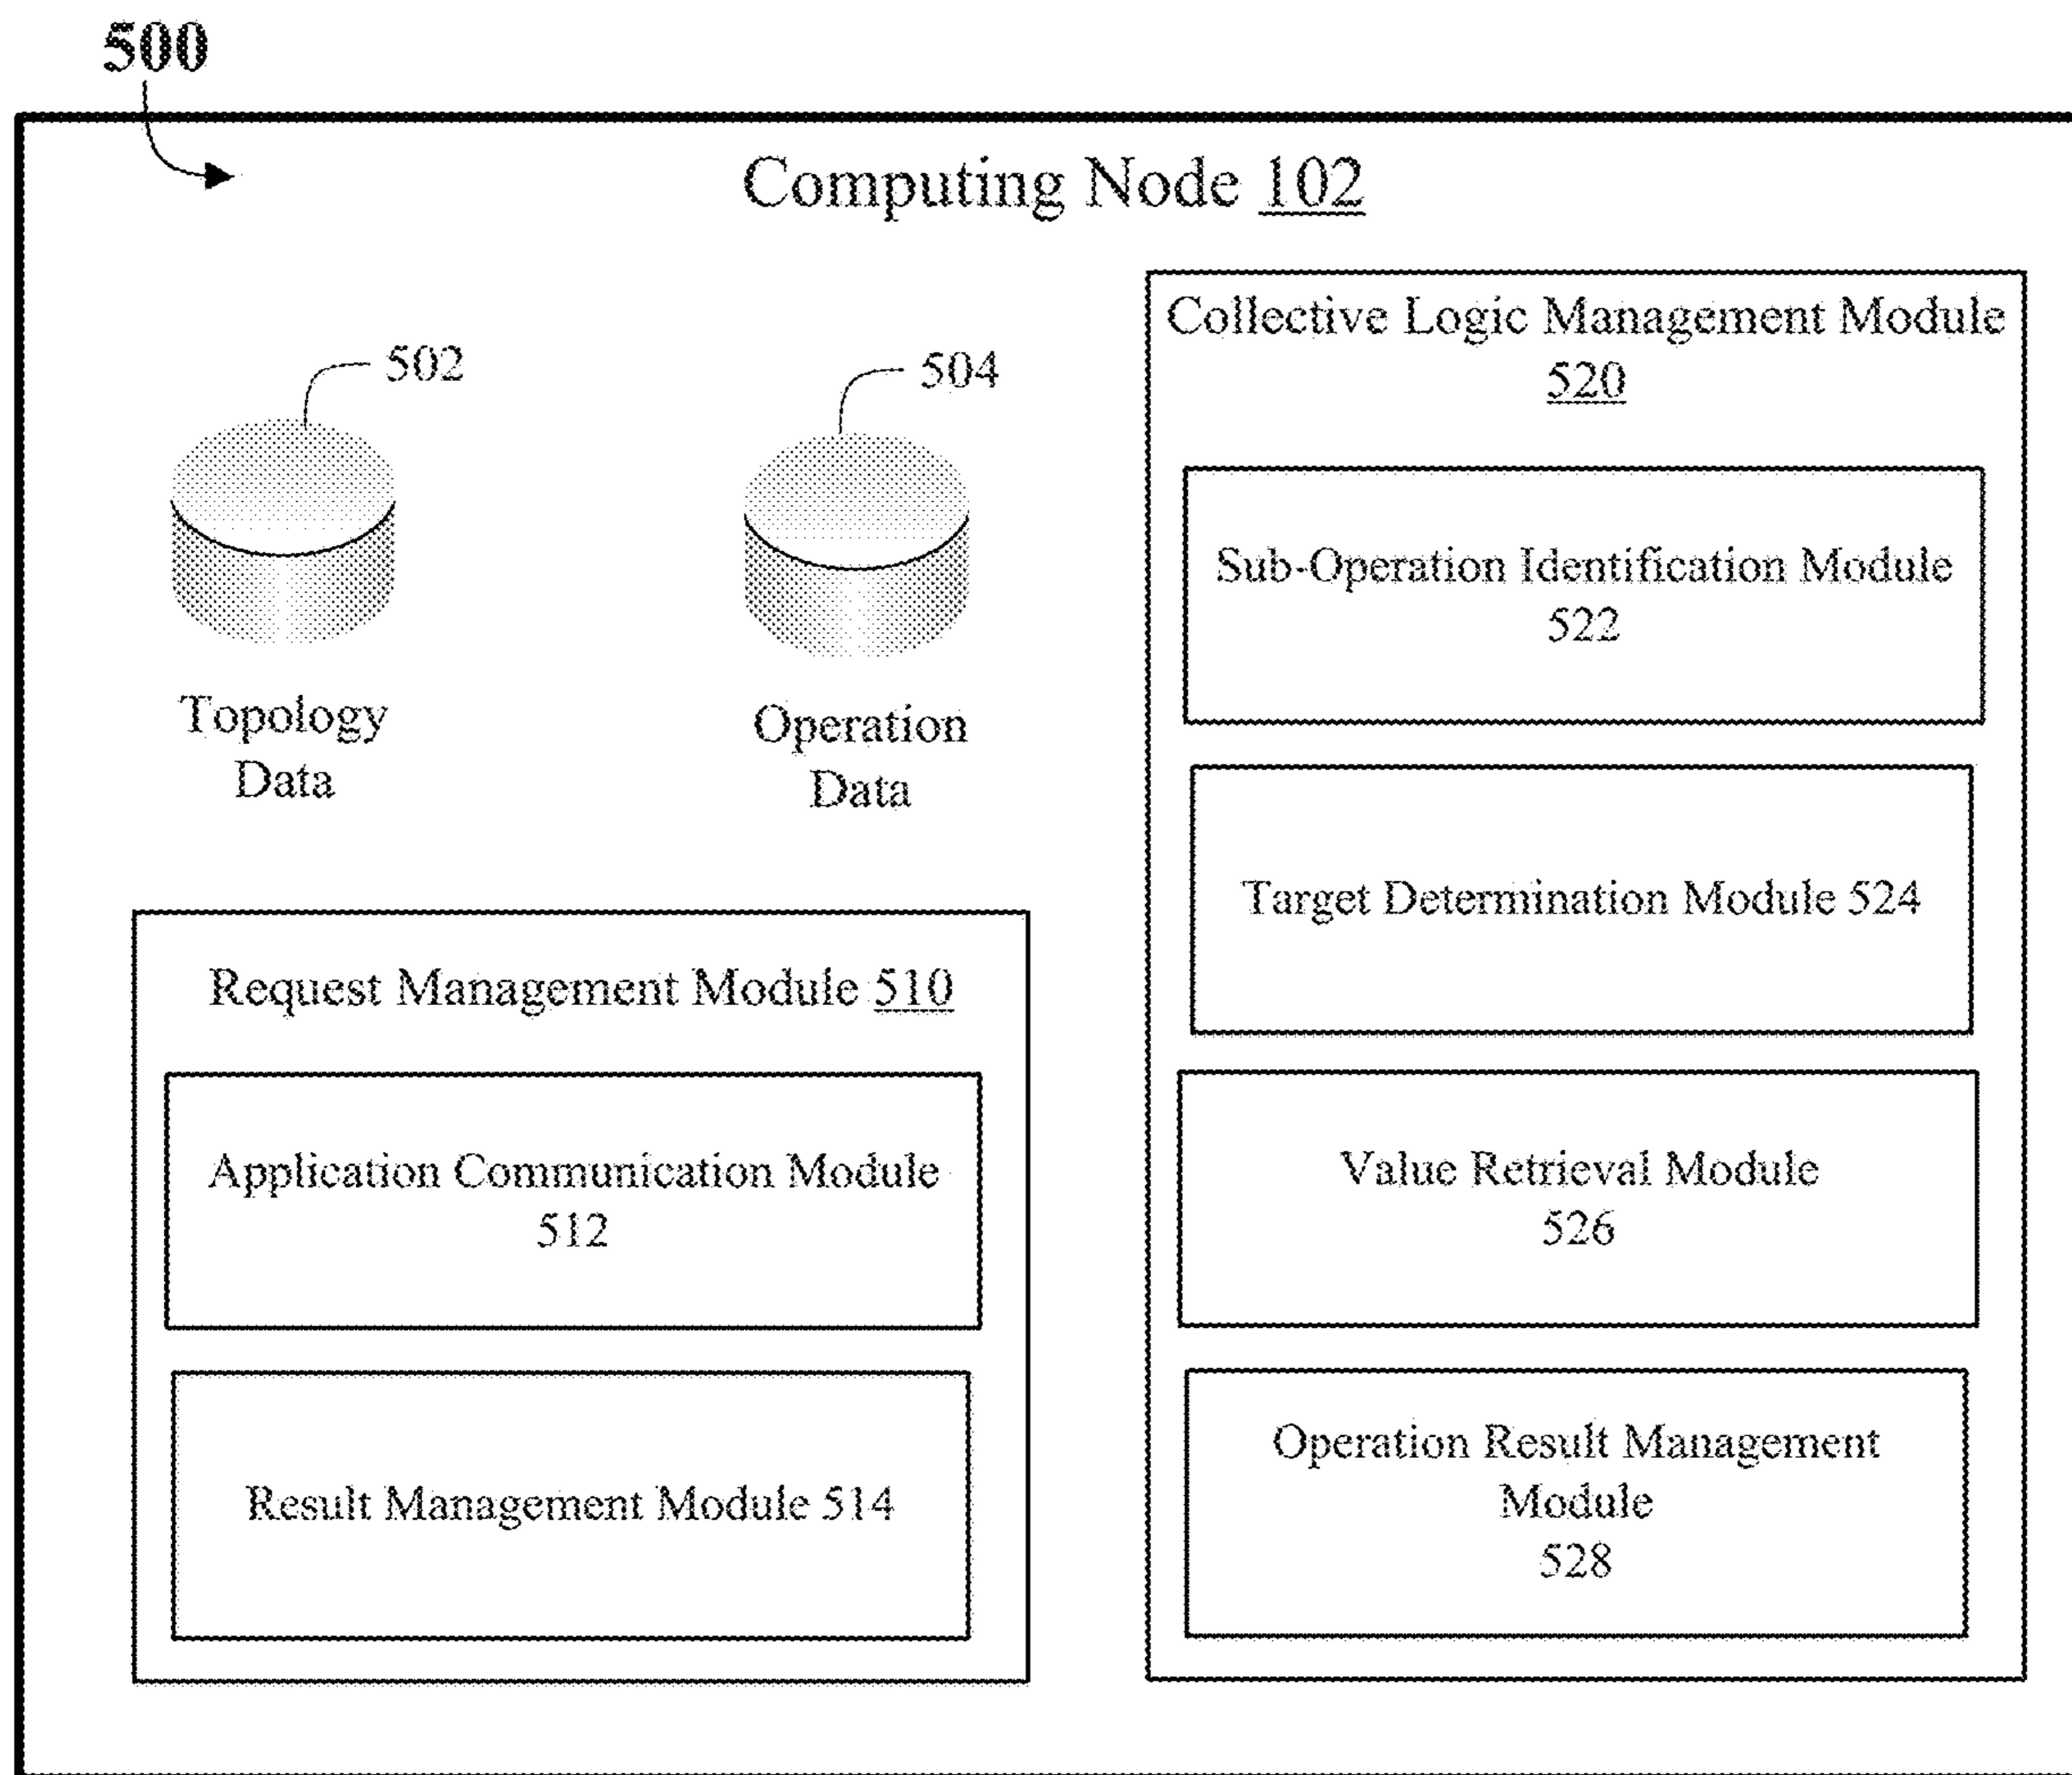 500
Computing Node 102
502
Topology
Data
504
Operation
Data
Request Management Module 510
Application Communication Module
512
Result Management Module 514
Collective Logic Management Module
520
Sub-Operation Identification Module
522
Target Determination Module 524
Value Retrieval Module
526
Operation Result Management
Module
528